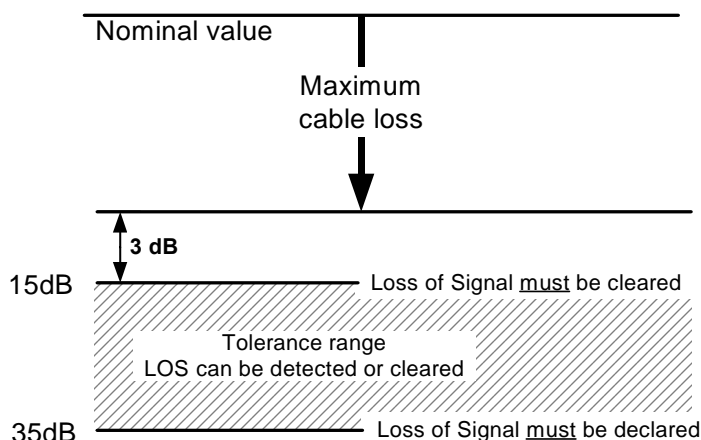 Nominal value
Maximum
cable loss
3 dB
15dB
Loss of Signal must be cleared
Tolerance range
LOS can be detected or cleared
35dB
Loss of Signal must be declared